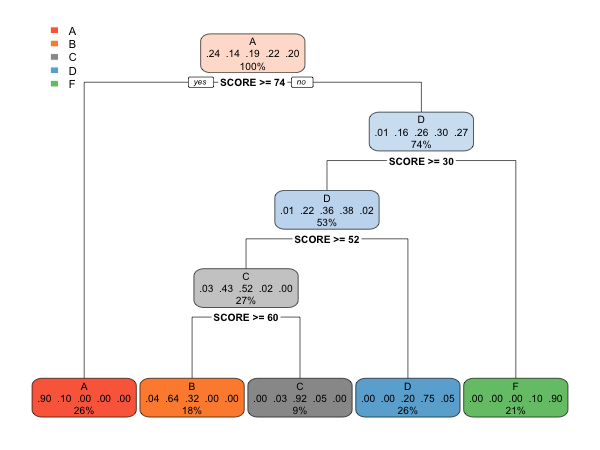 A
B
C
D
F
A
.24 .14 .19 .22 .20
100%
yes SCORE >= 74 no
D
.01 .16 .26 .30 .27
74%
SCORE >= 30
D
.01 .22 .36 .38 .02
53%
SCORE >= 52
C
.03 .43 .52 .02 .00
27%
SCORE >= 60
A
.90 .10 .00 .00 .00
26%
B
.04 .64 .32 .00 .00
18%
C
.00 .03 .92 .05 .00
9%
D
.00 .00 .20 .75 .05
26%
F
.00 .00 .00 .10 .90
21%